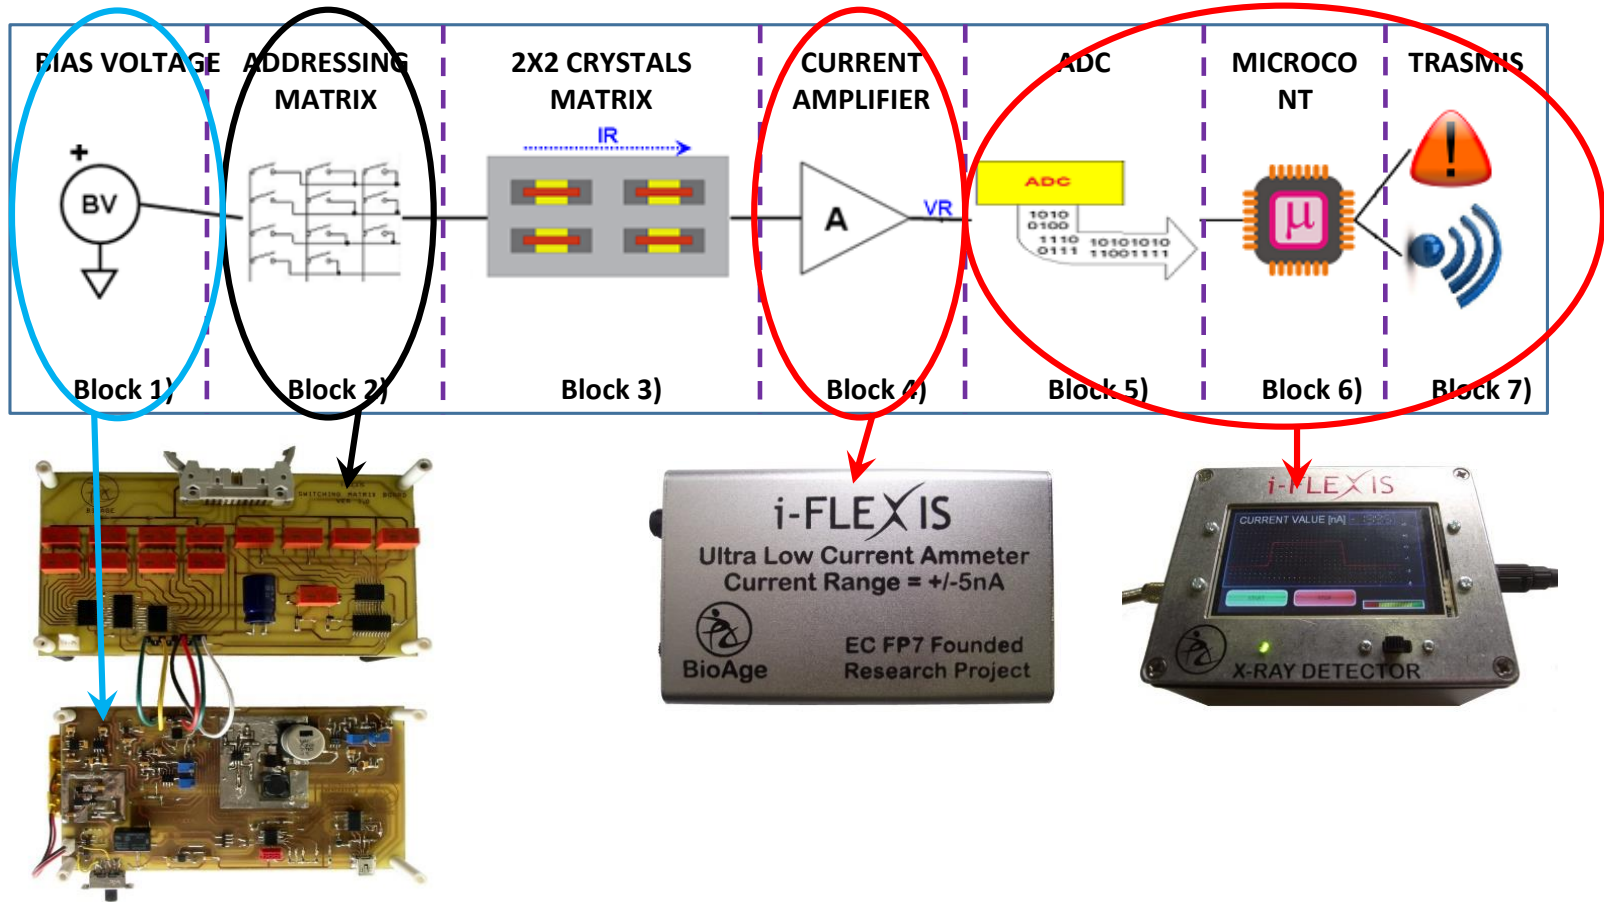 BIAS VOLTAGE
ADDRESSING
MATRIX
2X2 CRYSTALS
MATRIX
CURRENT
AMPLIFIER
ADC
MICROCO
NT
TRASMIS
IR
+
BV
A
VR
ADC
1010
0100
1110
0111
10101010
11001111
µ
!
Block 1)
Block 2)
Block 3)
Block 4)
Block 5)
Block 6)
Block 7)
SWITCHING MATRIX BOARD
i-FLEXIS
Ultra Low Current Ammeter
Current Range = +/-5nA
BioAge
EC FP7 Founded
Research Project
i-FLEXIS
CURRENT VALUE [nA]
X-RAY DETECTOR